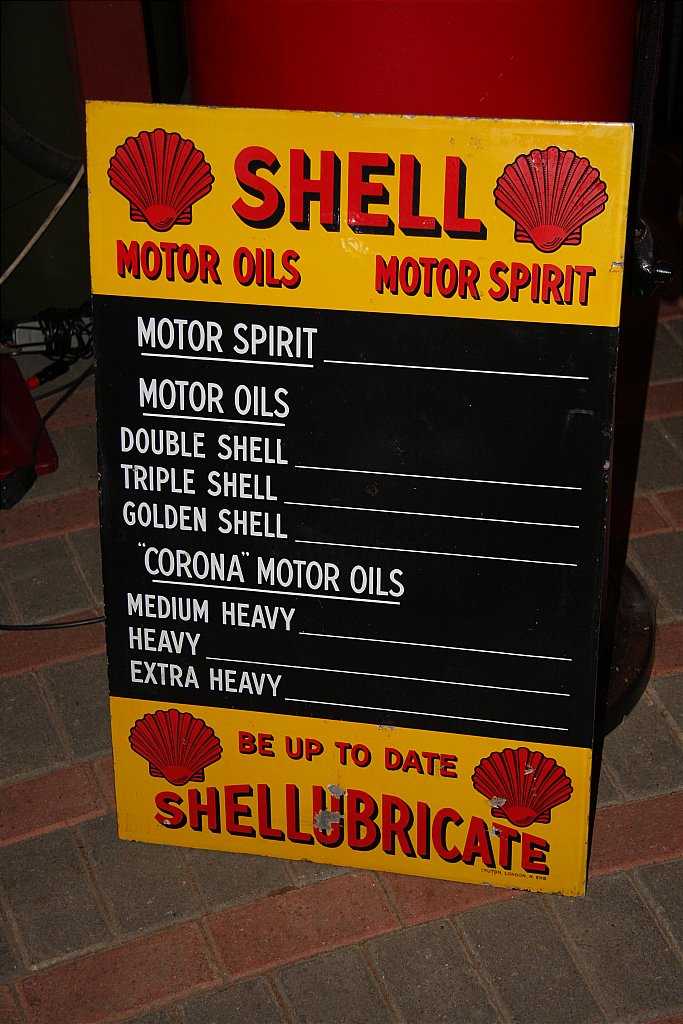 SHELL
MOTOR OILS MOTOR SPIRIT
MOTOR SPIRIT
MOTOR OILS
DOUBLE SHELL
TRIPLE SHELL
GOLDEN SHELL
"CORONA" MOTOR OILS
MEDIUM HEAVY
HEAVY
EXTRA HEAVY
BE UP TO DATE
SHELLUBRICATE
LONDON, N